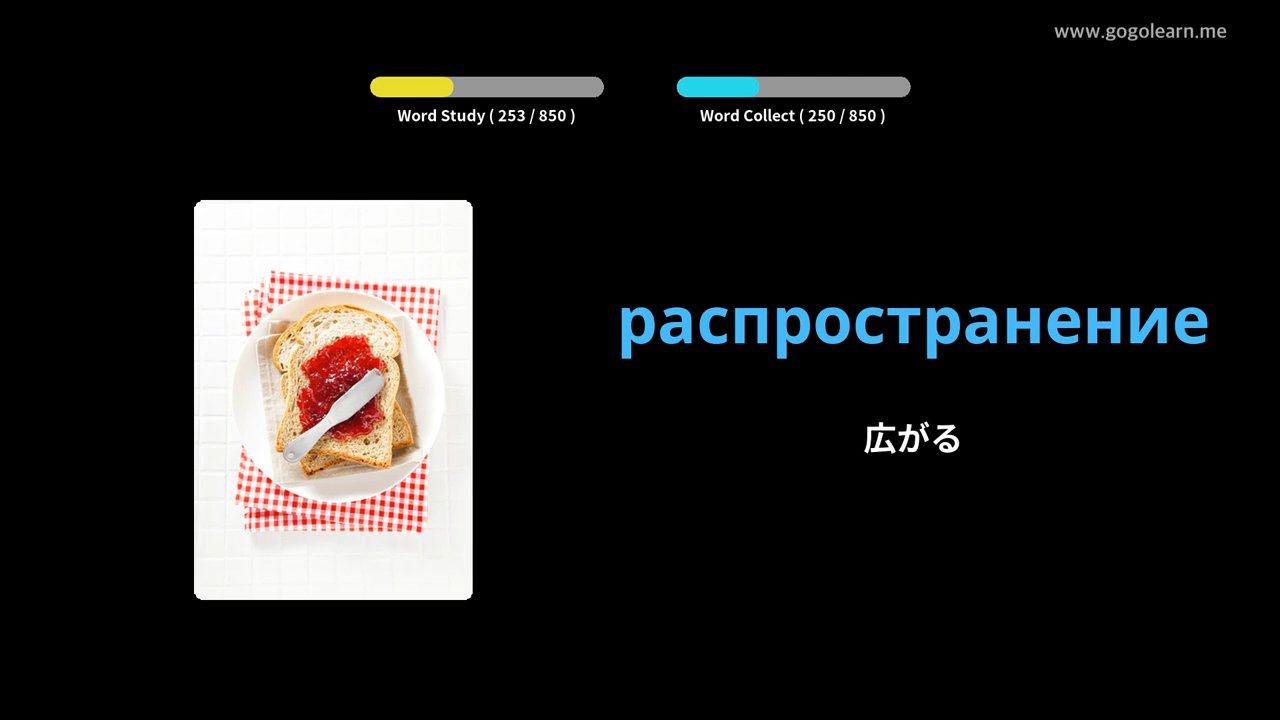 www.gogolearn.me
Word Study ( 253 / 850 )
Word Collect ( 250 / 850 )
распространение
広がる